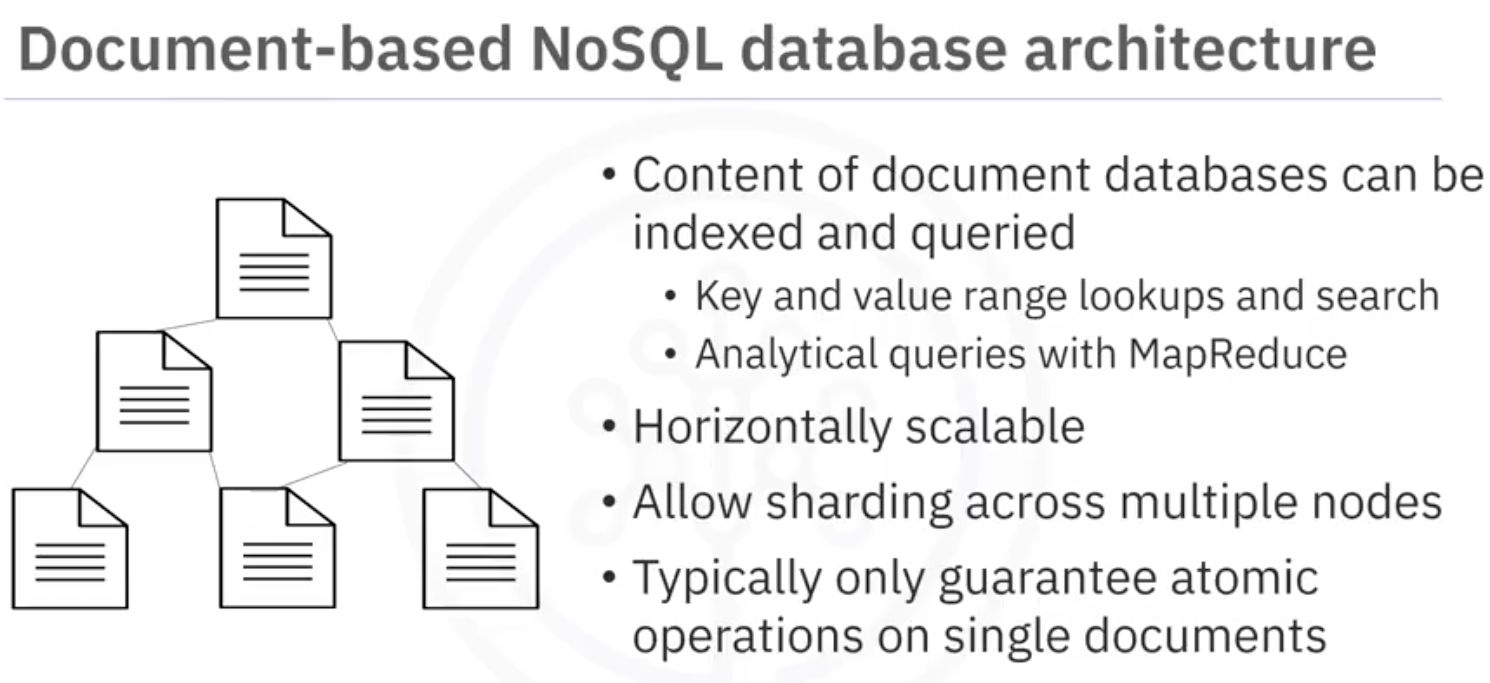 Document-based NoSQL database architecture
• Content of document databases can be
indexed and queried
• Key and value range lookups and search
• Analytical queries with MapReduce
• Horizontally scalable
• Allow sharding across multiple nodes
• Typically only guarantee atomic
operations on single documents